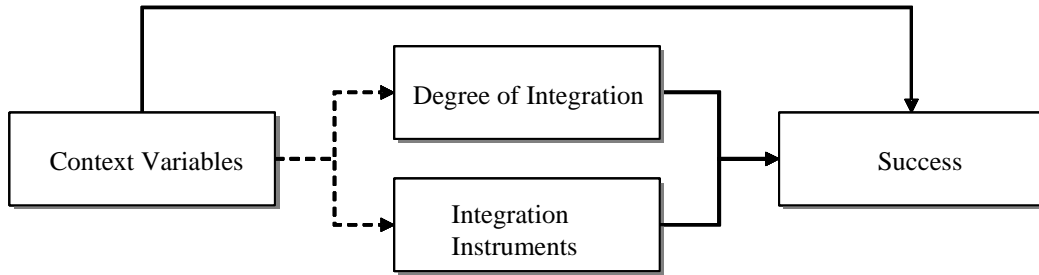 Degree of Integration
Context Variables
Success
Integration
Instruments